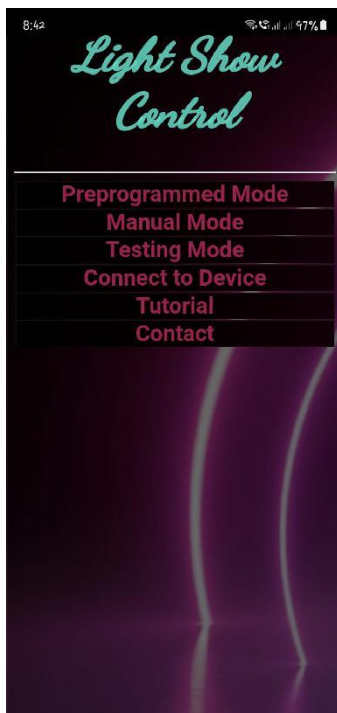 8:42
97%
Light Show
Control
Preprogrammed Mode
Manual Mode
Testing Mode
Connect to Device
Tutorial
Contact